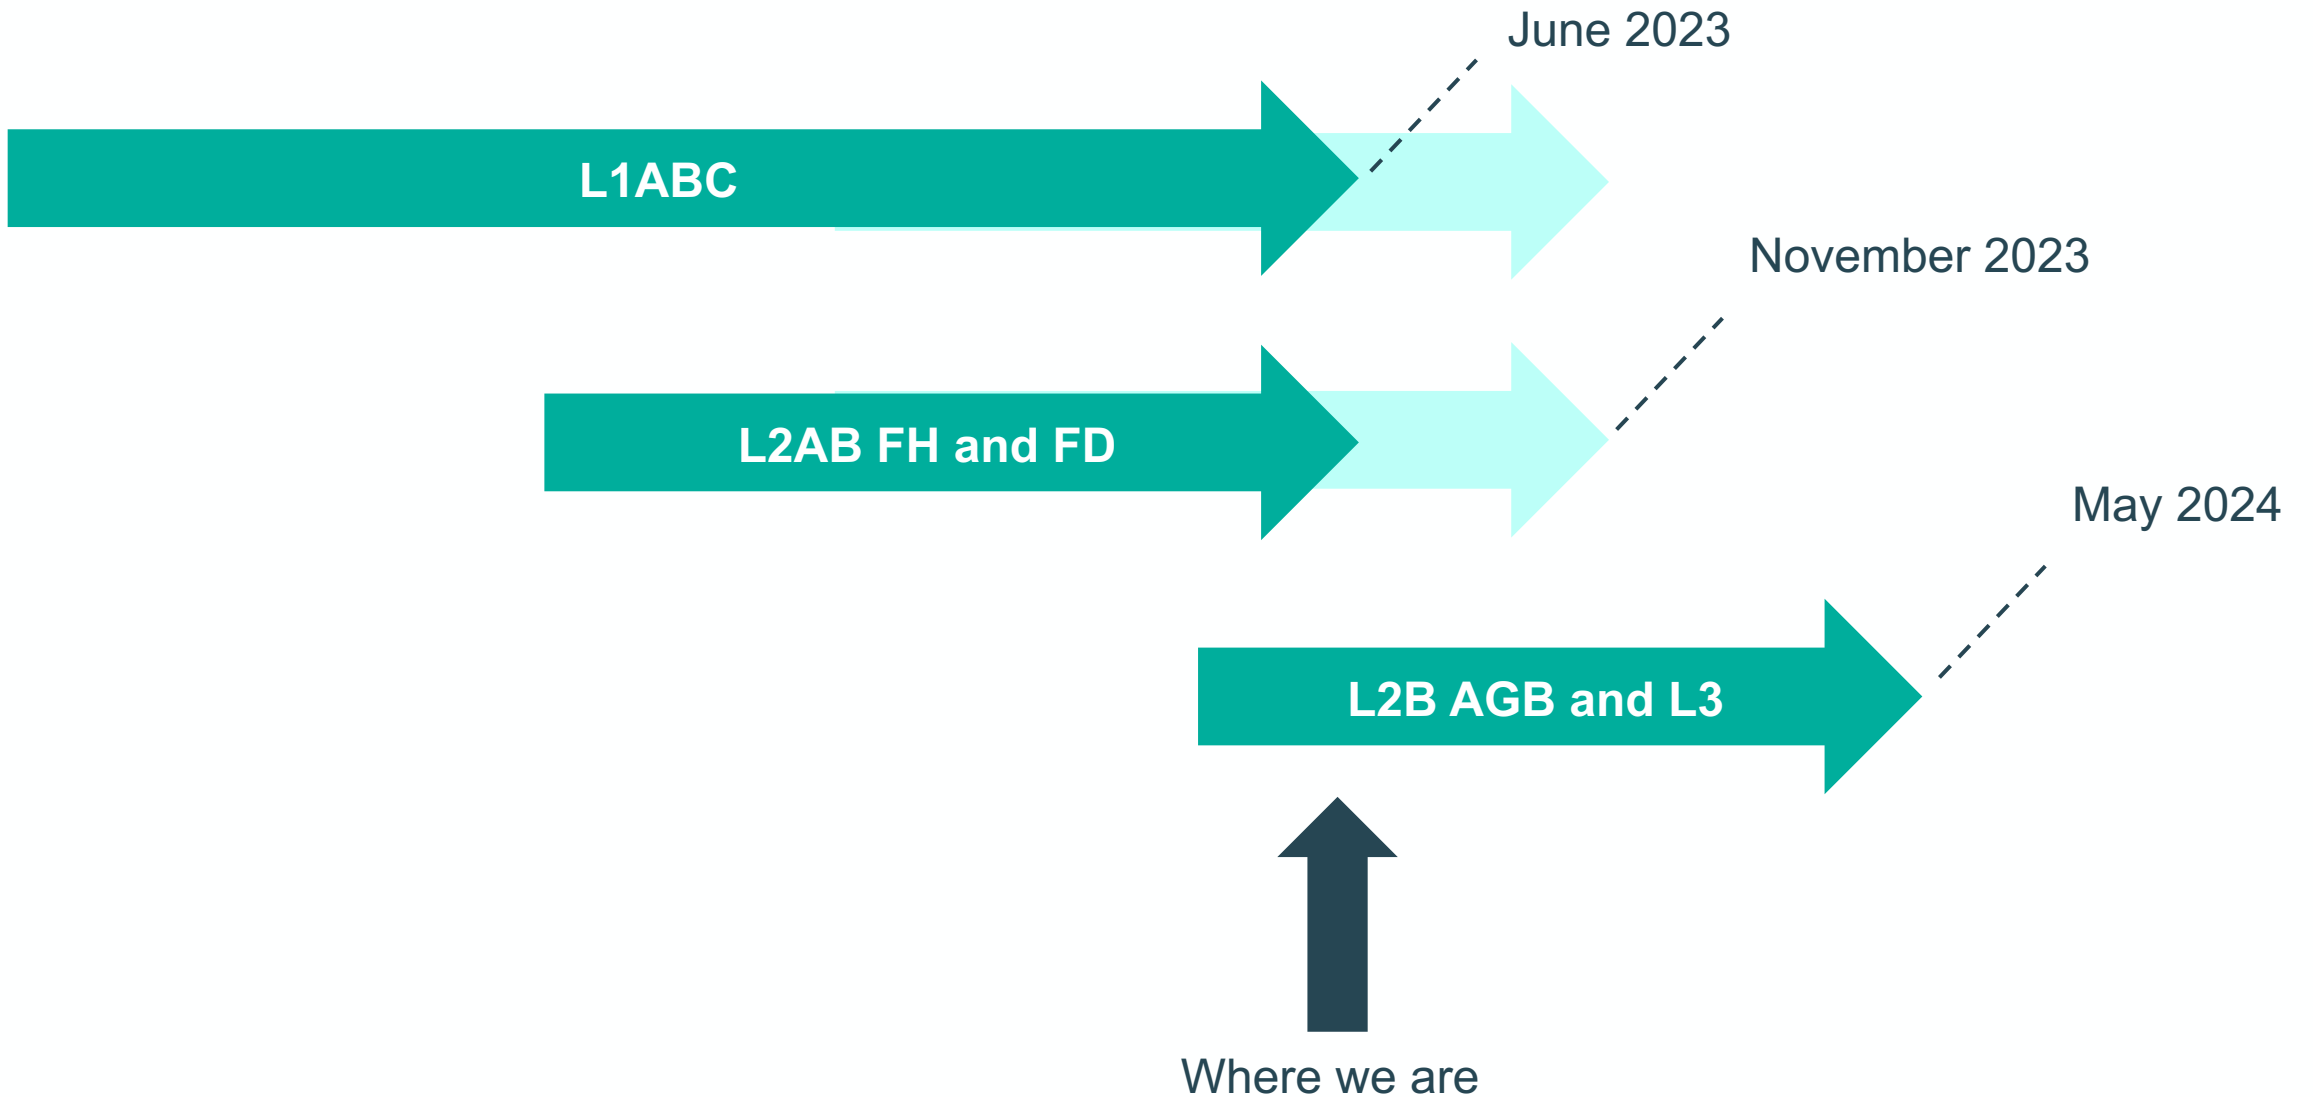 June 2023
L1ABC
November 2023
L2AB FH and FD
May 2024
L2B AGB and L3
Where we are